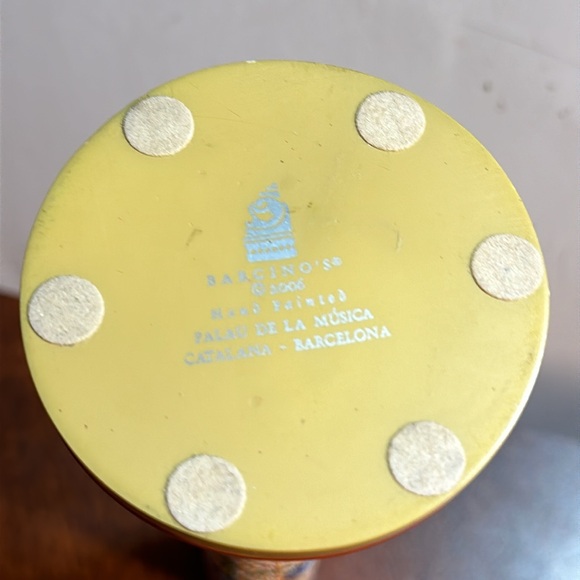 BARCINO'S®
© 2006
Hand Painted
PALAU DE LA MÚSICA
CATALANA - BARCELONA